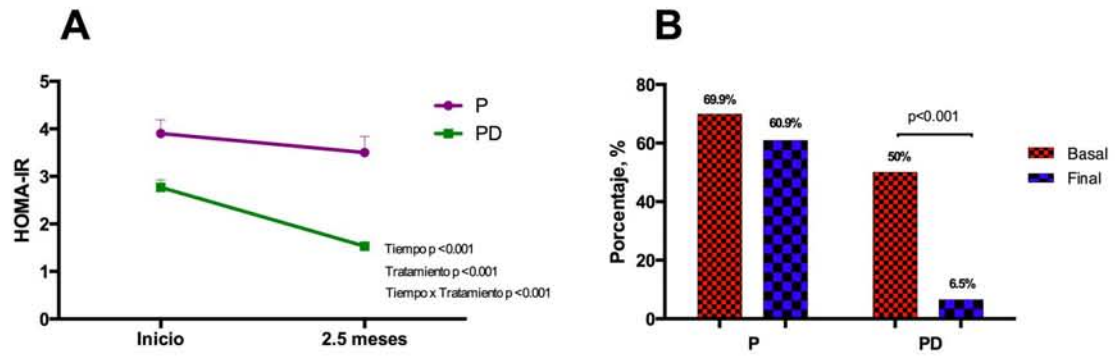 A
HOMA-IR
5
4
3
2
1
0
P
PD
Tiempo p <0.001
Tratamiento p <0.001
Tiempo x Tratamiento p <0.001
Inicio 2.5 meses
B
Porcentaje, %
80
60
40
20
0
69.9%
60.9%
p<0.001
50%
6.5%
Basal
Final
P PD